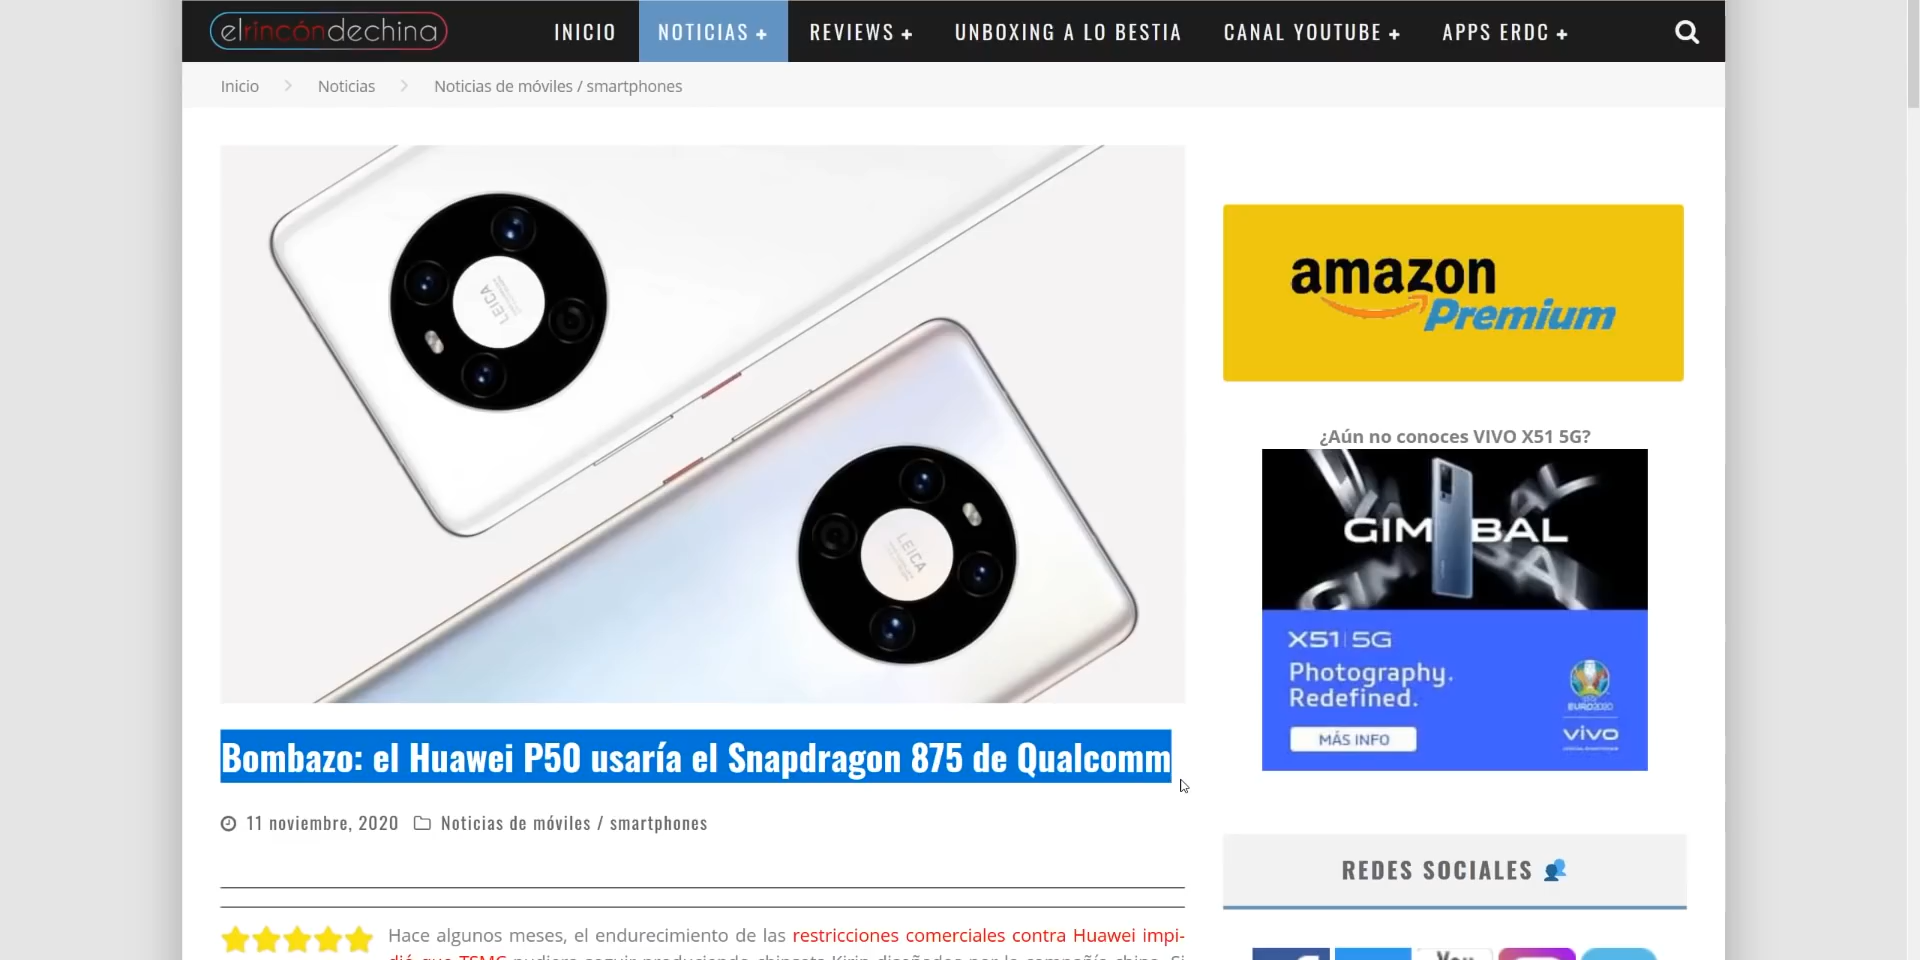 elrincóndechina
INICIO
NOTICIAS +
REVIEWS +
UNBOXING A LO BESTIA
CANAL YOUTUBE +
APPS ERDC +
Inicio
Noticias
Noticias de móviles / smartphones
LEICA
LEICA
amazon
Premium
¿Aún no conoces VIVO X51 5G?
GIMBAL
X51 | 5G
Photography.
Redefined.
EURO2020
MÁS INFO
vivo
Bombazo: el Huawei P50 usaría el Snapdragon 875 de Qualcomm
11 noviembre, 2020
Noticias de móviles / smartphones
REDES SOCIALES
Hace algunos meses, el endurecimiento de las restricciones comerciales contra Huawei impi-
You